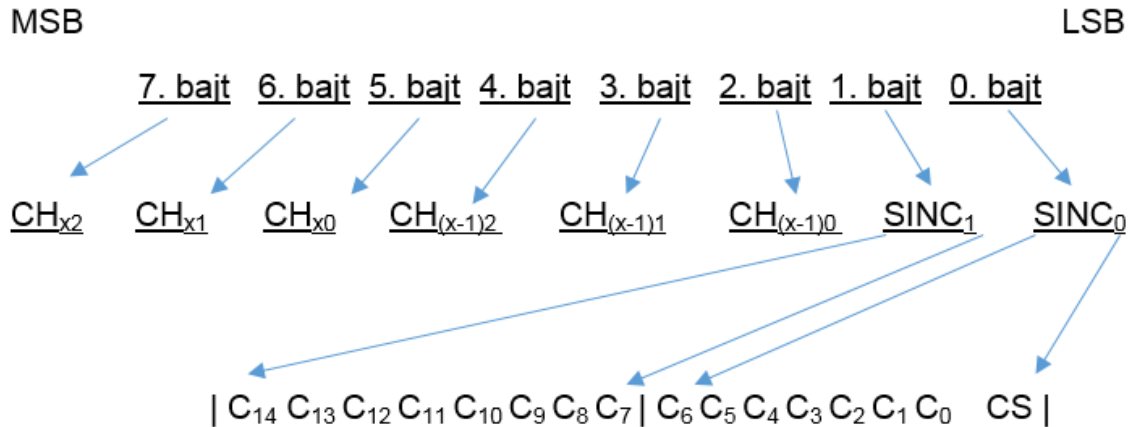 MSB LSB
7. bajt 6. bajt 5. bajt 4. bajt 3. bajt 2. bajt 1. bajt 0. bajt
CHx2 CHx1 CHx0 CH(x-1)2 CH(x-1)1 CH(x-1)0 SINC1 SINC0
| C14 C13 C12 C11 C10 C9 C8 C7 | C6 C5 C4 C3 C2 C1 C0 CS |